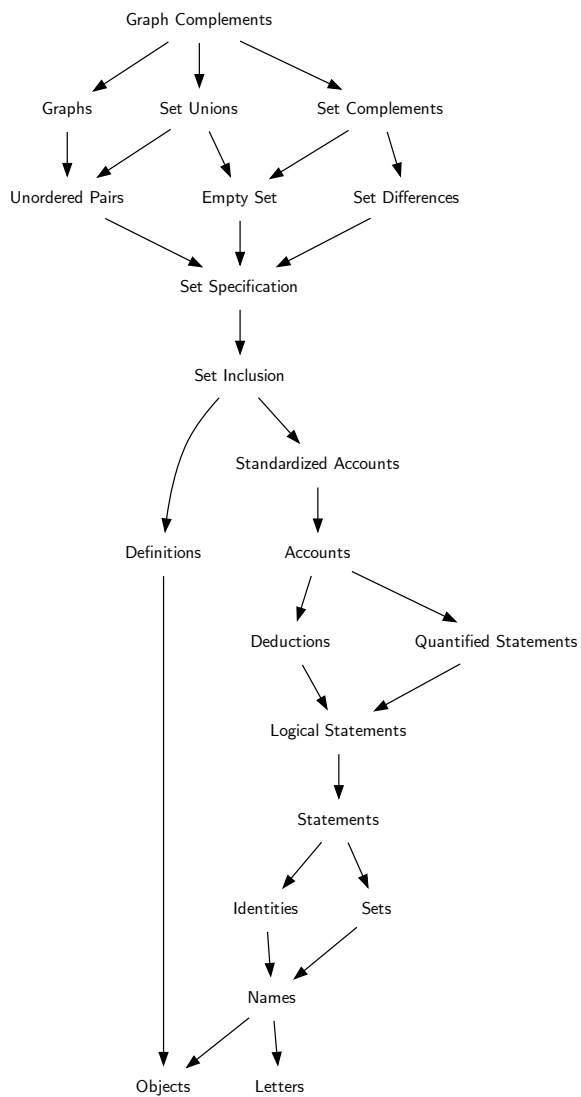 Graph Complements
Graphs
Set Unions
Set Complements
Unordered Pairs
Empty Set
Set Differences
Set Specification
Set Inclusion
Standardized Accounts
Definitions
Accounts
Deductions
Quantified Statements
Logical Statements
Statements
Identities
Sets
Names
Objects
Letters